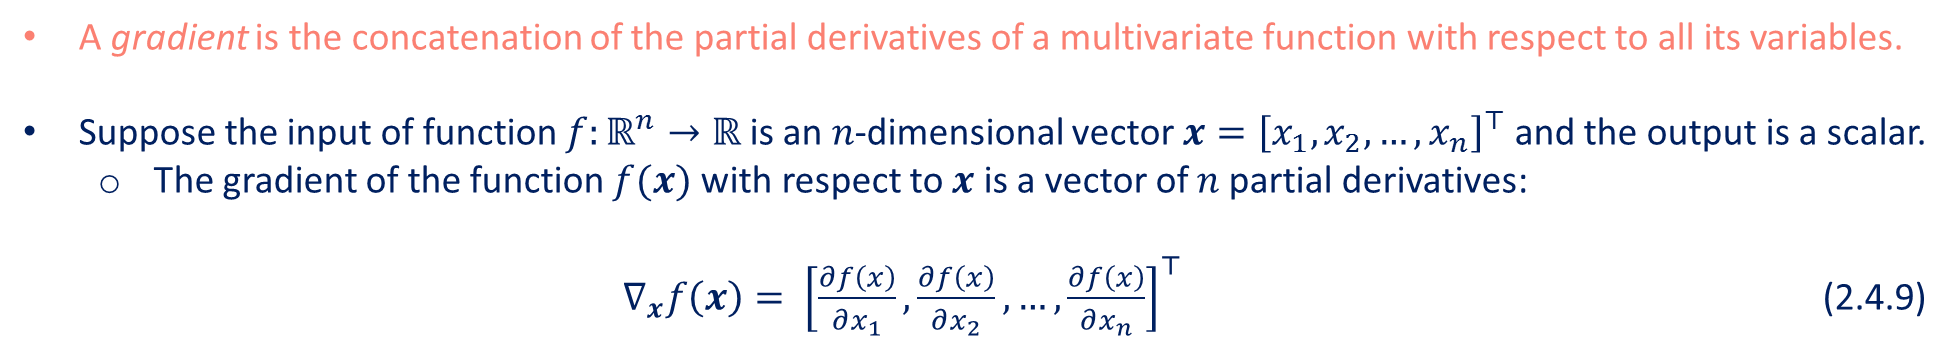 • A gradient is the concatenation of the partial derivatives of a multivariate function with respect to all its variables.
• Suppose the input of function f: ℝⁿ → ℝ is an n-dimensional vector 𝒙 = [x₁, x₂, …, xₙ]^⊤ and the output is a scalar.
○ The gradient of the function f(𝒙) with respect to 𝒙 is a vector of n partial derivatives:
∇_𝒙 f(𝒙) = [∂f(x)/∂x₁, ∂f(x)/∂x₂, …, ∂f(x)/∂xₙ]^⊤ (2.4.9)